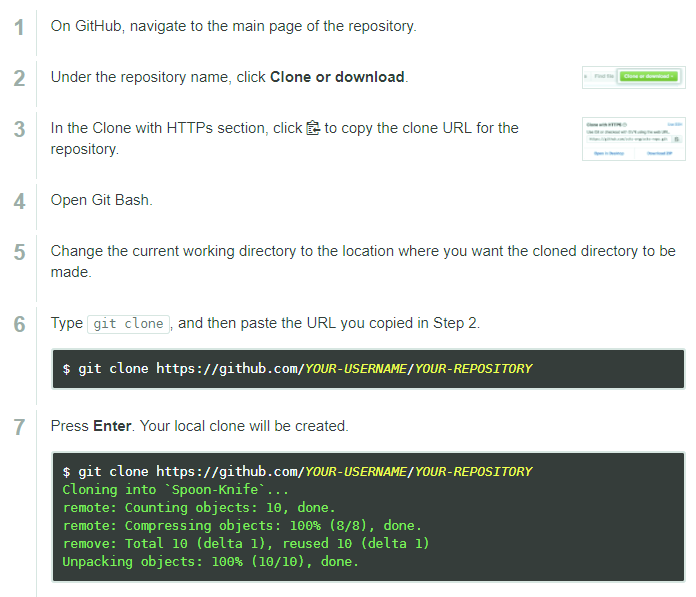 1
On GitHub, navigate to the main page of the repository.
2
Under the repository name, click Clone or download.
Find file
Clone or download
3
In the Clone with HTTPs section, click to copy the clone URL for the
repository.
Clone with HTTPS
Use SSH
Open in Desktop
Download ZIP
4
Open Git Bash.
5
Change the current working directory to the location where you want the cloned directory to be
made.
6
Type git clone, and then paste the URL you copied in Step 2.
$ git clone https://github.com/YOUR-USERNAME/YOUR-REPOSITORY
7
Press Enter. Your local clone will be created.
$ git clone https://github.com/YOUR-USERNAME/YOUR-REPOSITORY
Cloning into `Spoon-Knife`...
remote: Counting objects: 10, done.
remote: Compressing objects: 100% (8/8), done.
remove: Total 10 (delta 1), reused 10 (delta 1)
Unpacking objects: 100% (10/10), done.